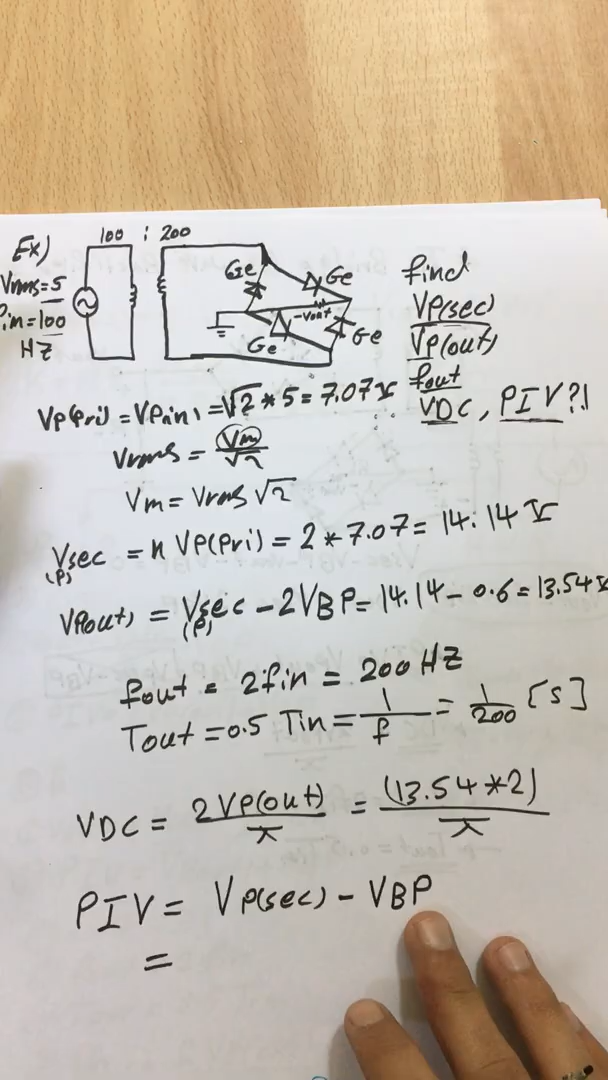 Ex)
100 : 200
Vrms=5
in=100
HZ
Ge
Ge
-Vout+
Ge
Ge
find
VP(sec)
VP(out)
fout
VDC, PIV?!
VP(Pri) = VP(in) = √2 * 5 = 7.07 V
Vrms = Vm/√2
Vm = Vrms √2
Vsec(P) = n VP(Pri) = 2 * 7.07 = 14.14 V
VP(out) = Vsec(P) - 2VBP = 14.14 - 0.6 = 13.54 V
fout = 2fin = 200 HZ
Tout = 0.5 Tin = 1/f = 1/200 [s]
VDC = 2VP(out)/π = (13.54*2)/π
PIV = VP(sec) - VBP
=